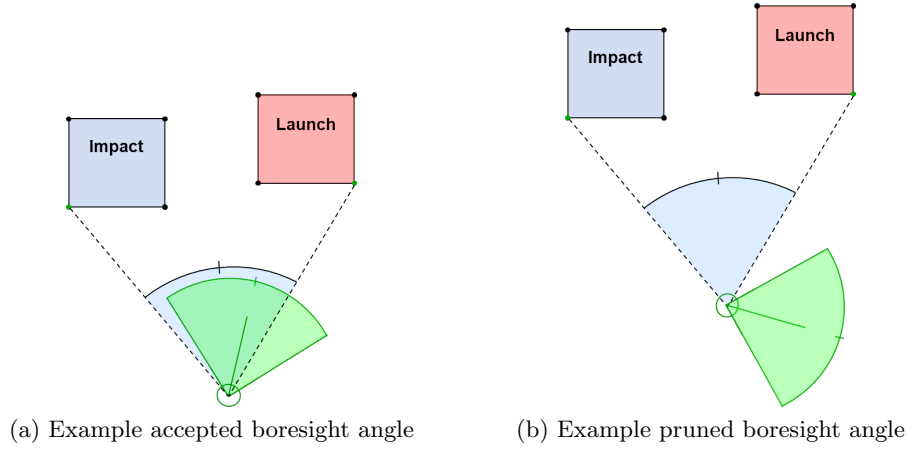 Impact
Launch
(a) Example accepted boresight angle
Impact
Launch
(b) Example pruned boresight angle